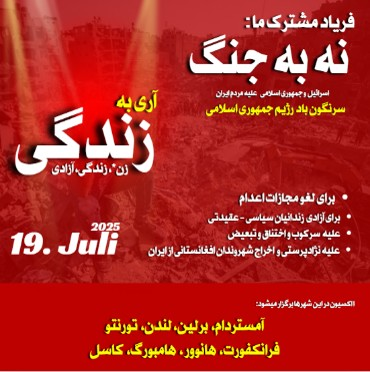 فریاد مشترک ما:
نه به جنگ
اسرائیل و جمهوری اسلامی علیه مردم ایران
سرنگون باد رژیم جمهوری اسلامی
آری به
زندگی
زن*، زندگی، آزادی
• برای لغو مجازات اعدام
• برای آزادی زندانیان سیاسی - عقیدتی
• علیه سرکوب و اختناق و تبعیض
• علیه نژادپرستی و اخراج شهروندان افغانستانی از ایران
2025
19. Juli
اکسیون در این شهرها برگزار میشود:
آمستردام، برلین، لندن، تورنتو
فرانکفورت، هانوور، هامبورگ، کاسل